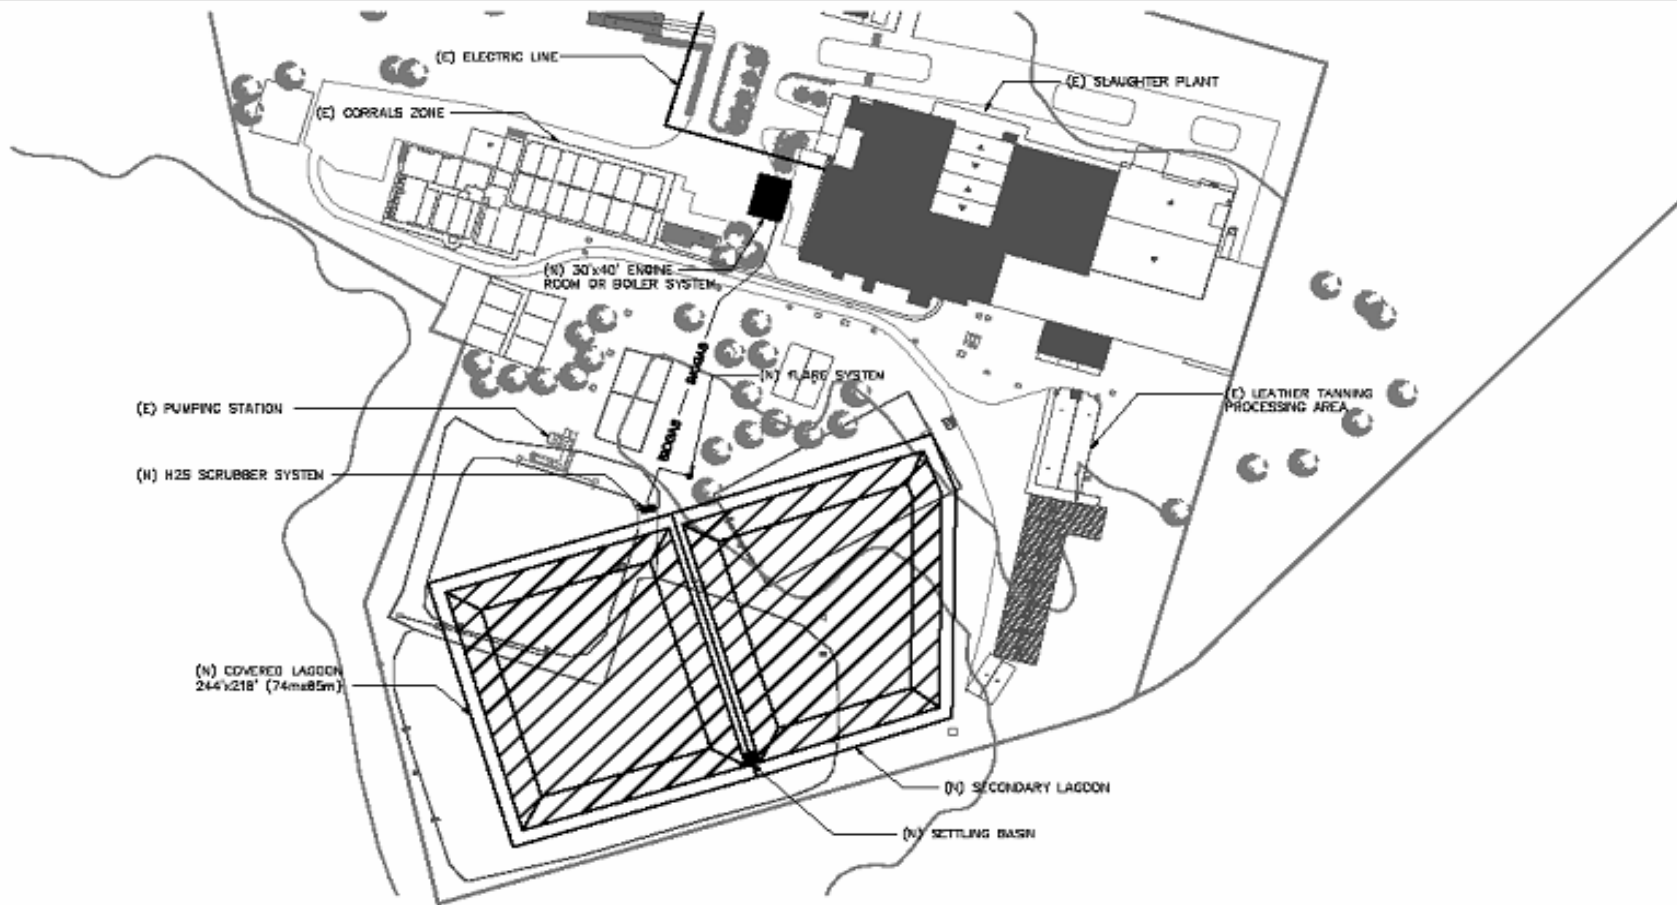 (E) ELECTRIC LINE
(E) SLAUGHTER PLANT
(E) CORRALS ZONE
(N) 30'x40' ENGINE
ROOM OR BOILER SYSTEM
BIOGAS
(N) FLARE SYSTEM
(E) LEATHER TANNING
PROCESSING AREA
(E) PUMPING STATION
BIOGAS
(N) H2S SCRUBBER SYSTEM
(N) COVERED LAGOON
244'x218' (74mx85m)
(N) SECONDARY LAGOON
(N) SETTLING BASIN